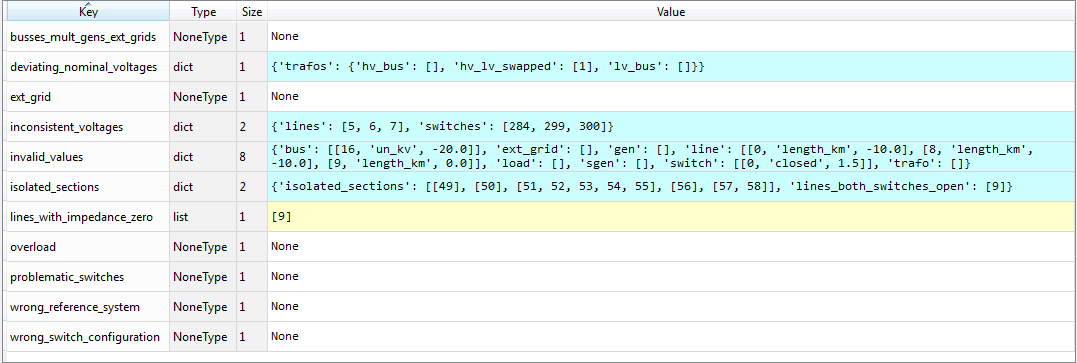 Key Type Size Value
busses_mult_gens_ext_grids NoneType 1 None
deviating_nominal_voltages dict 1 {'trafos': {'hv_bus': [], 'hv_lv_swapped': [1], 'lv_bus': []}}
ext_grid NoneType 1 None
inconsistent_voltages dict 2 {'lines': [5, 6, 7], 'switches': [284, 299, 300]}
invalid_values dict 8 {'bus': [[16, 'un_kv', -20.0]], 'ext_grid': [], 'gen': [], 'line': [[0, 'length_km', -10.0], [8, 'length_km',
-10.0], [9, 'length_km', 0.0]], 'load': [], 'sgen': [], 'switch': [[0, 'closed', 1.5]], 'trafo': []}
isolated_sections dict 2 {'isolated_sections': [[49], [50], [51, 52, 53, 54, 55], [56], [57, 58]], 'lines_both_switches_open': [9]}
lines_with_impedance_zero list 1 [9]
overload NoneType 1 None
problematic_switches NoneType 1 None
wrong_reference_system NoneType 1 None
wrong_switch_configuration NoneType 1 None